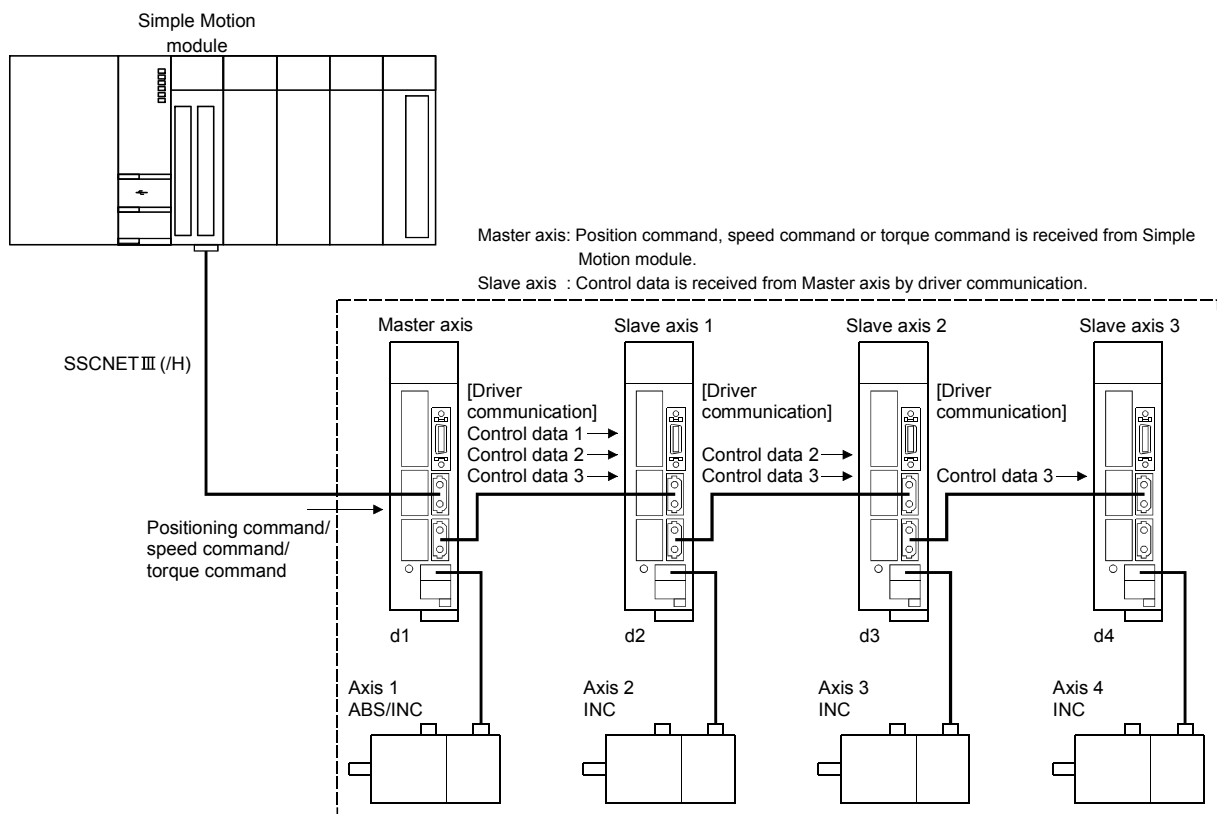 Simple Motion
module
Master axis: Position command, speed command or torque command is received from Simple
Motion module.
Slave axis : Control data is received from Master axis by driver communication.
SSCNETⅢ(/H)
Master axis
Slave axis 1
Slave axis 2
Slave axis 3
[Driver
communication]
Control data 1
Control data 2
Control data 3
[Driver
communication]
Control data 2
Control data 3
[Driver
communication]
Control data 3
Positioning command/
speed command/
torque command
d1
d2
d3
d4
Axis 1
ABS/INC
Axis 2
INC
Axis 3
INC
Axis 4
INC